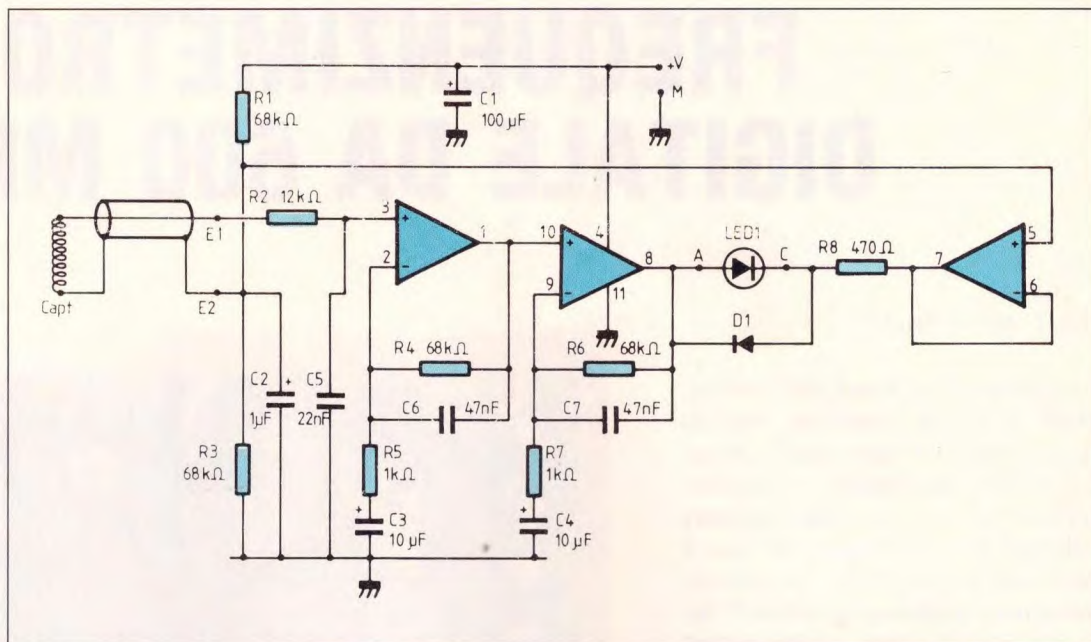 FREQUENZIMETRO
DIGITALE DA 600 M
+V
M
R1
68kΩ
C1
100µF
R2 12kΩ
E1
E2
Capt
3
+
2
−
1
10
+
9
−
4
8
11
A
LED1
C
R8 470Ω
7
5
+
6
−
D1
R4 68kΩ
C6 47nF
R6 68kΩ
C7 47nF
C2
1µF
+
C5
22nF
R3
68kΩ
R5
1kΩ
+
C3
10µF
R7
1kΩ
+
C4
10µF